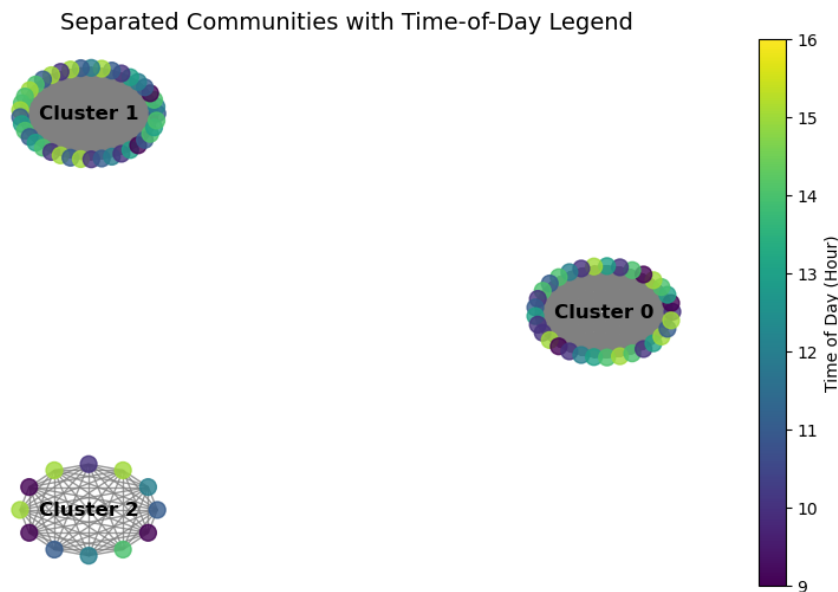 Separated Communities with Time-of-Day Legend
Cluster 1
Cluster 0
Cluster 2
16
15
14
13
12
11
10
9
Time of Day (Hour)